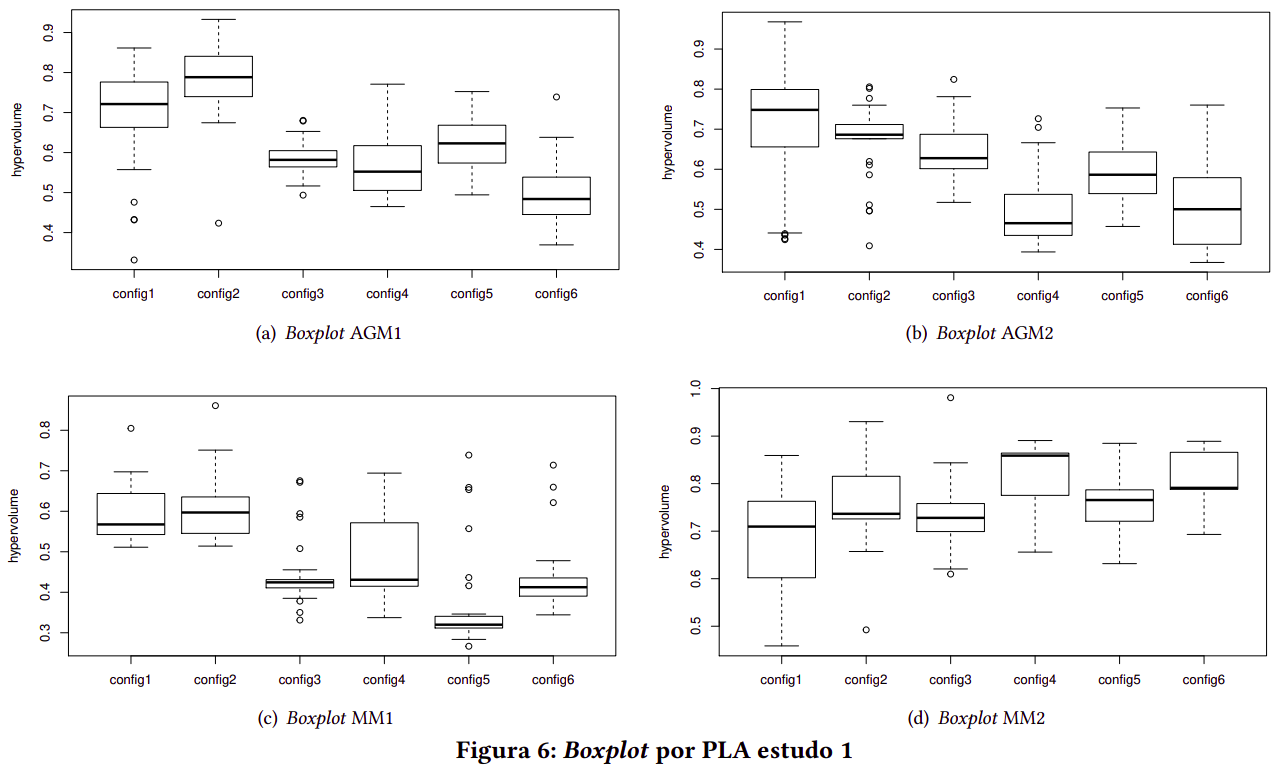 hypervolume
0.9
0.8
0.7
0.6
0.5
0.4
config1 config2 config3 config4 config5 config6
(a) Boxplot AGM1
hypervolume
0.9
0.8
0.7
0.6
0.5
0.4
config1 config2 config3 config4 config5 config6
(b) Boxplot AGM2
hypervolume
0.8
0.7
0.6
0.5
0.4
0.3
config1 config2 config3 config4 config5 config6
(c) Boxplot MM1
hypervolume
1.0
0.9
0.8
0.7
0.6
0.5
config1 config2 config3 config4 config5 config6
(d) Boxplot MM2
Figura 6: Boxplot por PLA estudo 1